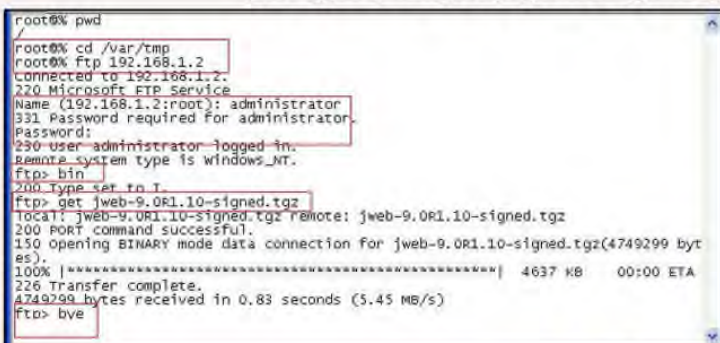 root@% pwd
/
root@% cd /var/tmp
root@% ftp 192.168.1.2
Connected to 192.168.1.2.
220 Microsoft FTP Service
Name (192.168.1.2:root): administrator
331 Password required for administrator.
Password:
230 User administrator logged in.
Remote system type is Windows_NT.
ftp> bin
200 Type set to I.
ftp> get jweb-9.0R1.10-signed.tgz
local: jweb-9.0R1.10-signed.tgz remote: jweb-9.0R1.10-signed.tgz
200 PORT command successful.
150 Opening BINARY mode data connection for jweb-9.0R1.10-signed.tgz(4749299 byt
es).
100% |**************************************************| 4637 KB 00:00 ETA
226 Transfer complete.
4749299 bytes received in 0.83 seconds (5.45 MB/s)
ftp> bye